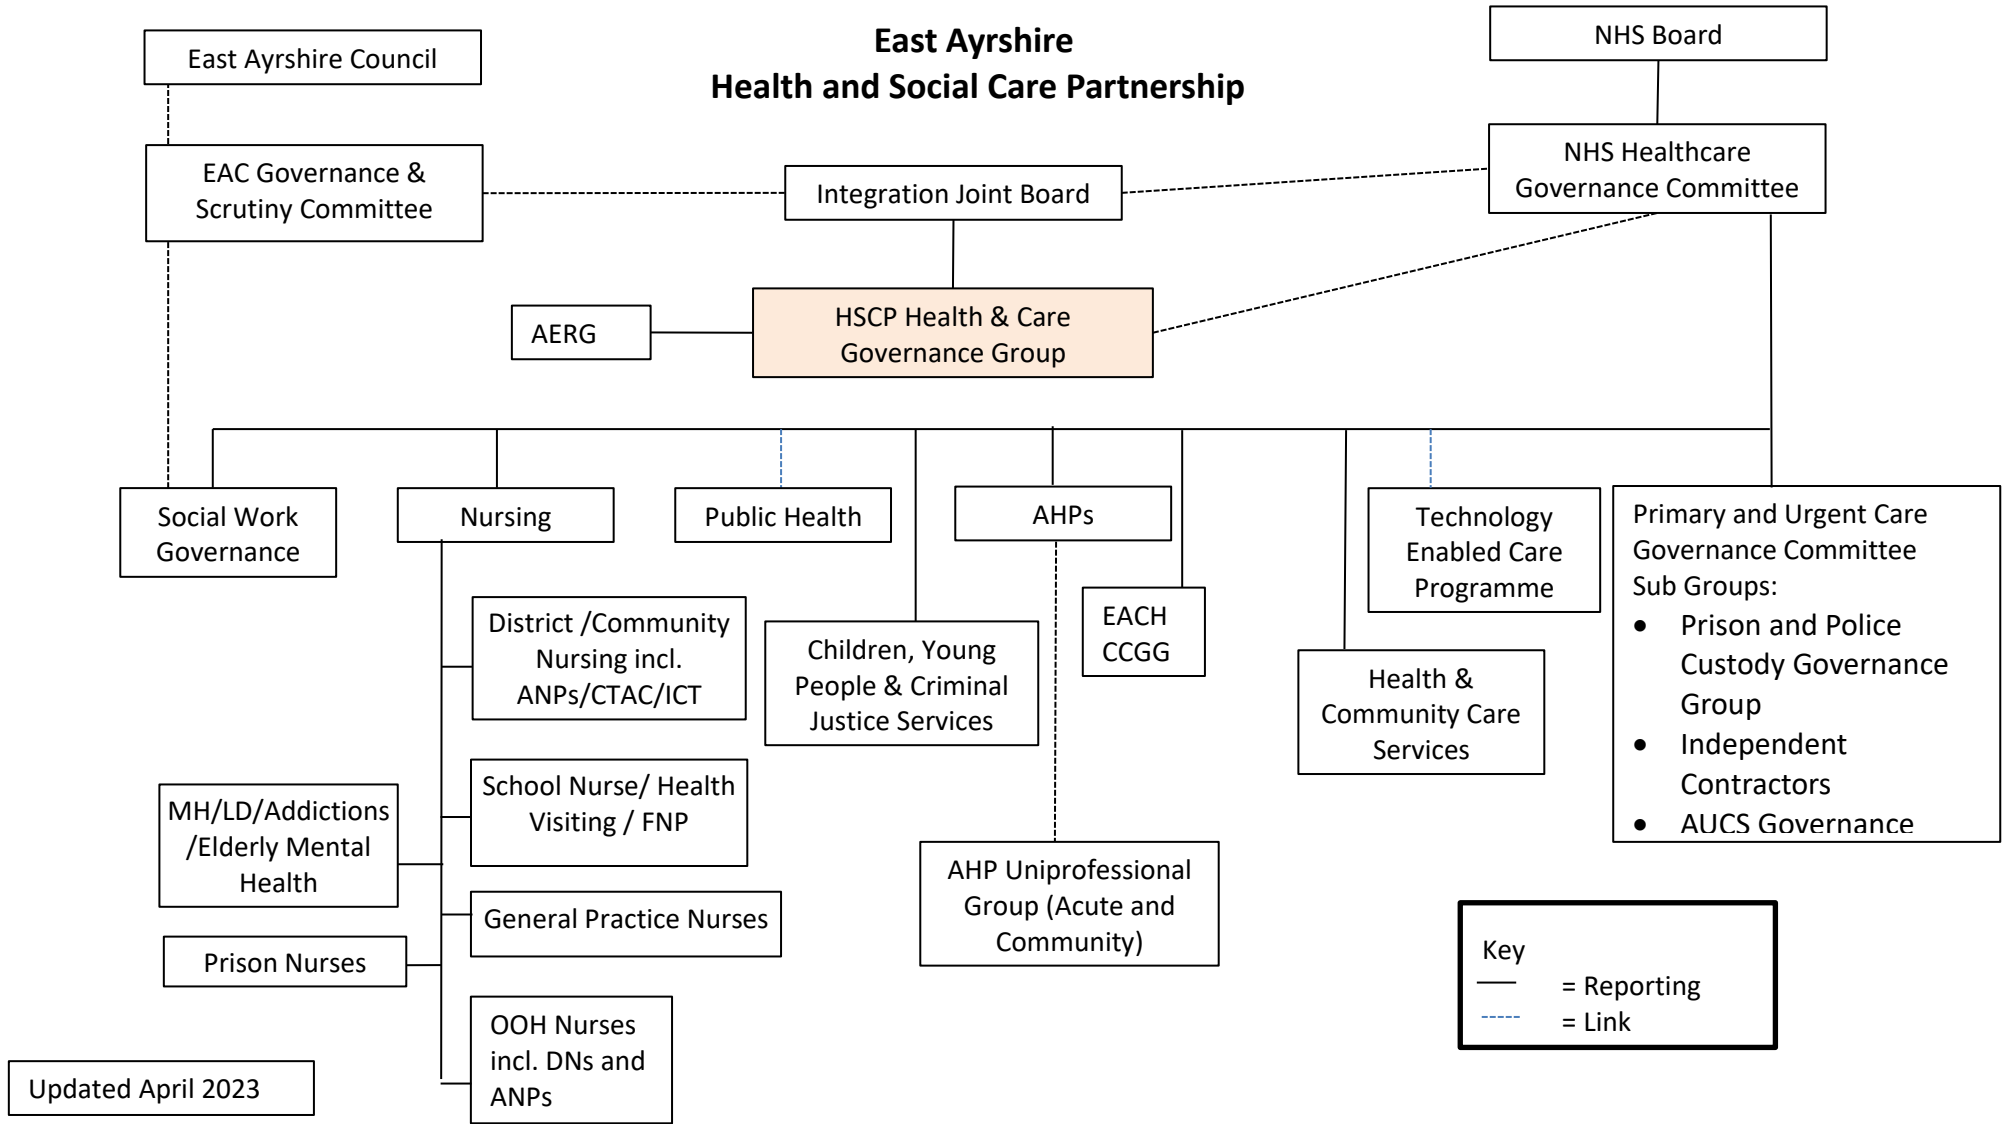 East Ayrshire
Health and Social Care Partnership
East Ayrshire Council
NHS Board
EAC Governance &
Scrutiny Committee
Integration Joint Board
NHS Healthcare
Governance Committee
AERG
HSCP Health & Care
Governance Group
Social Work
Governance
Nursing
Public Health
AHPs
Technology
Enabled Care
Programme
Primary and Urgent Care
Governance Committee
Sub Groups:
• Prison and Police
Custody Governance
Group
• Independent
Contractors
• AUCS Governance
District /Community
Nursing incl.
ANPs/CTAC/ICT
Children, Young
People & Criminal
Justice Services
EACH
CCGG
Health &
Community Care
Services
MH/LD/Addictions
/Elderly Mental
Health
School Nurse/ Health
Visiting / FNP
General Practice Nurses
Prison Nurses
AHP Uniprofessional
Group (Acute and
Community)
OOH Nurses
incl. DNs and
ANPs
Key
= Reporting
= Link
Updated April 2023